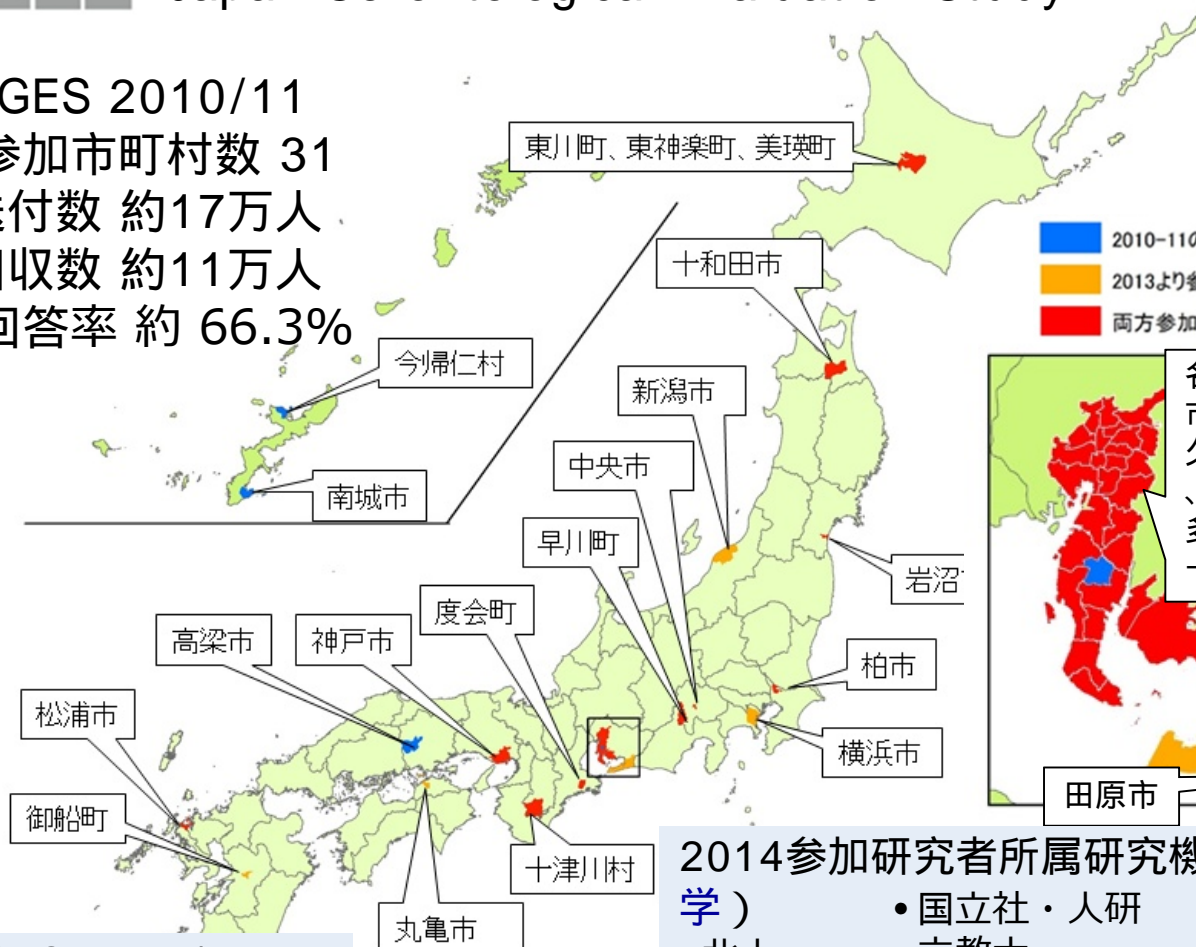 GES 2010/11
参加市町村数 31
送付数 約17万人
回収数 約11万人
回答率 約 66.3%
東川町、東神楽町、美瑛町
十和田市
2010-11の
2013より参
両方参加
今帰仁村
新潟市
中央市
南城市
早川町
岩沼
度会町
高梁市
神戸市
柏市
松浦市
横浜市
田原市
御船町
十津川村
丸亀市
2014参加研究者所属研究機
学）
•国立社・人研